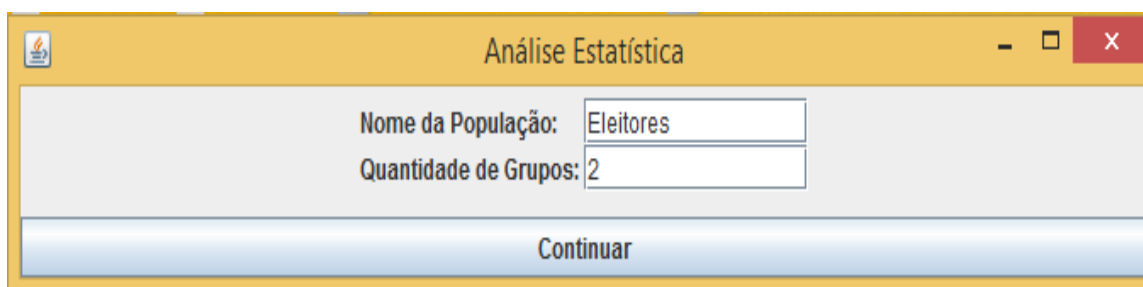 Análise Estatística
Nome da População: Eleitores
Quantidade de Grupos: 2
Continuar